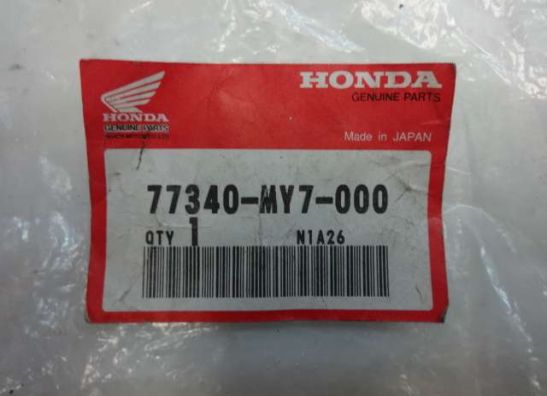 HONDA
GENUINE PARTS
HONDA
GENUINE PARTS
Made in JAPAN
77340-MY7-000
QTY 1 N1A26